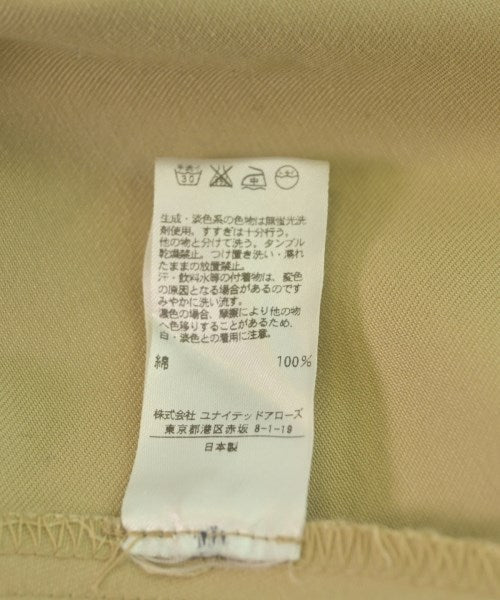 30 中
生成・淡色系の色物は無蛍光洗
剤使用。すすぎは十分行う。
他の物と分けて洗う。タンブル
乾燥禁止。つけ置き洗い・濡れ
たままの放置禁止。
汗・飲料水等の付着物は、変色
の原因となる場合があるのです
みやかに洗い流す。
濃色の場合、摩擦により他の物
へ色移りすることがあるため、
白・淡色との着用に注意。
綿 100%
株式会社 ユナイテッドアローズ
東京都港区赤坂 8-1-19
日本製